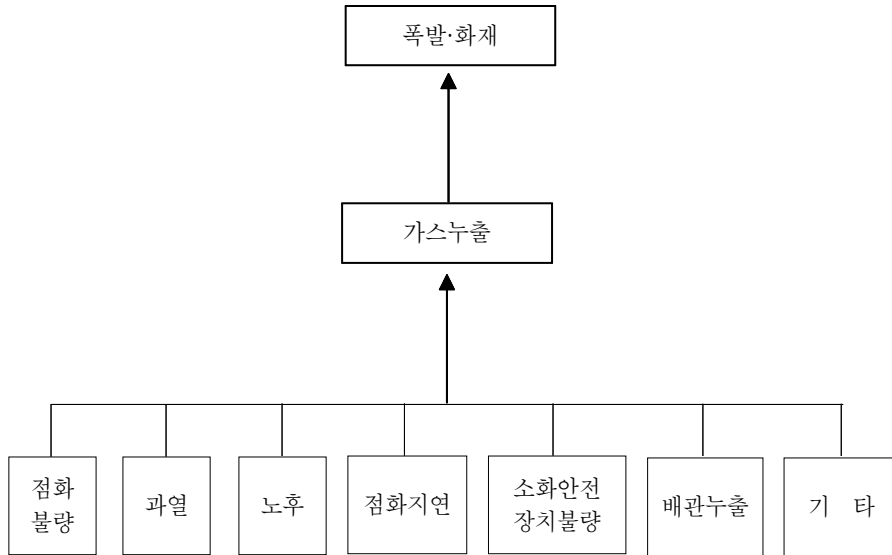 폭발·화재
가스누출
점화
불량
과열
노후
점화지연
소화안전
장치불량
배관누출
기 타